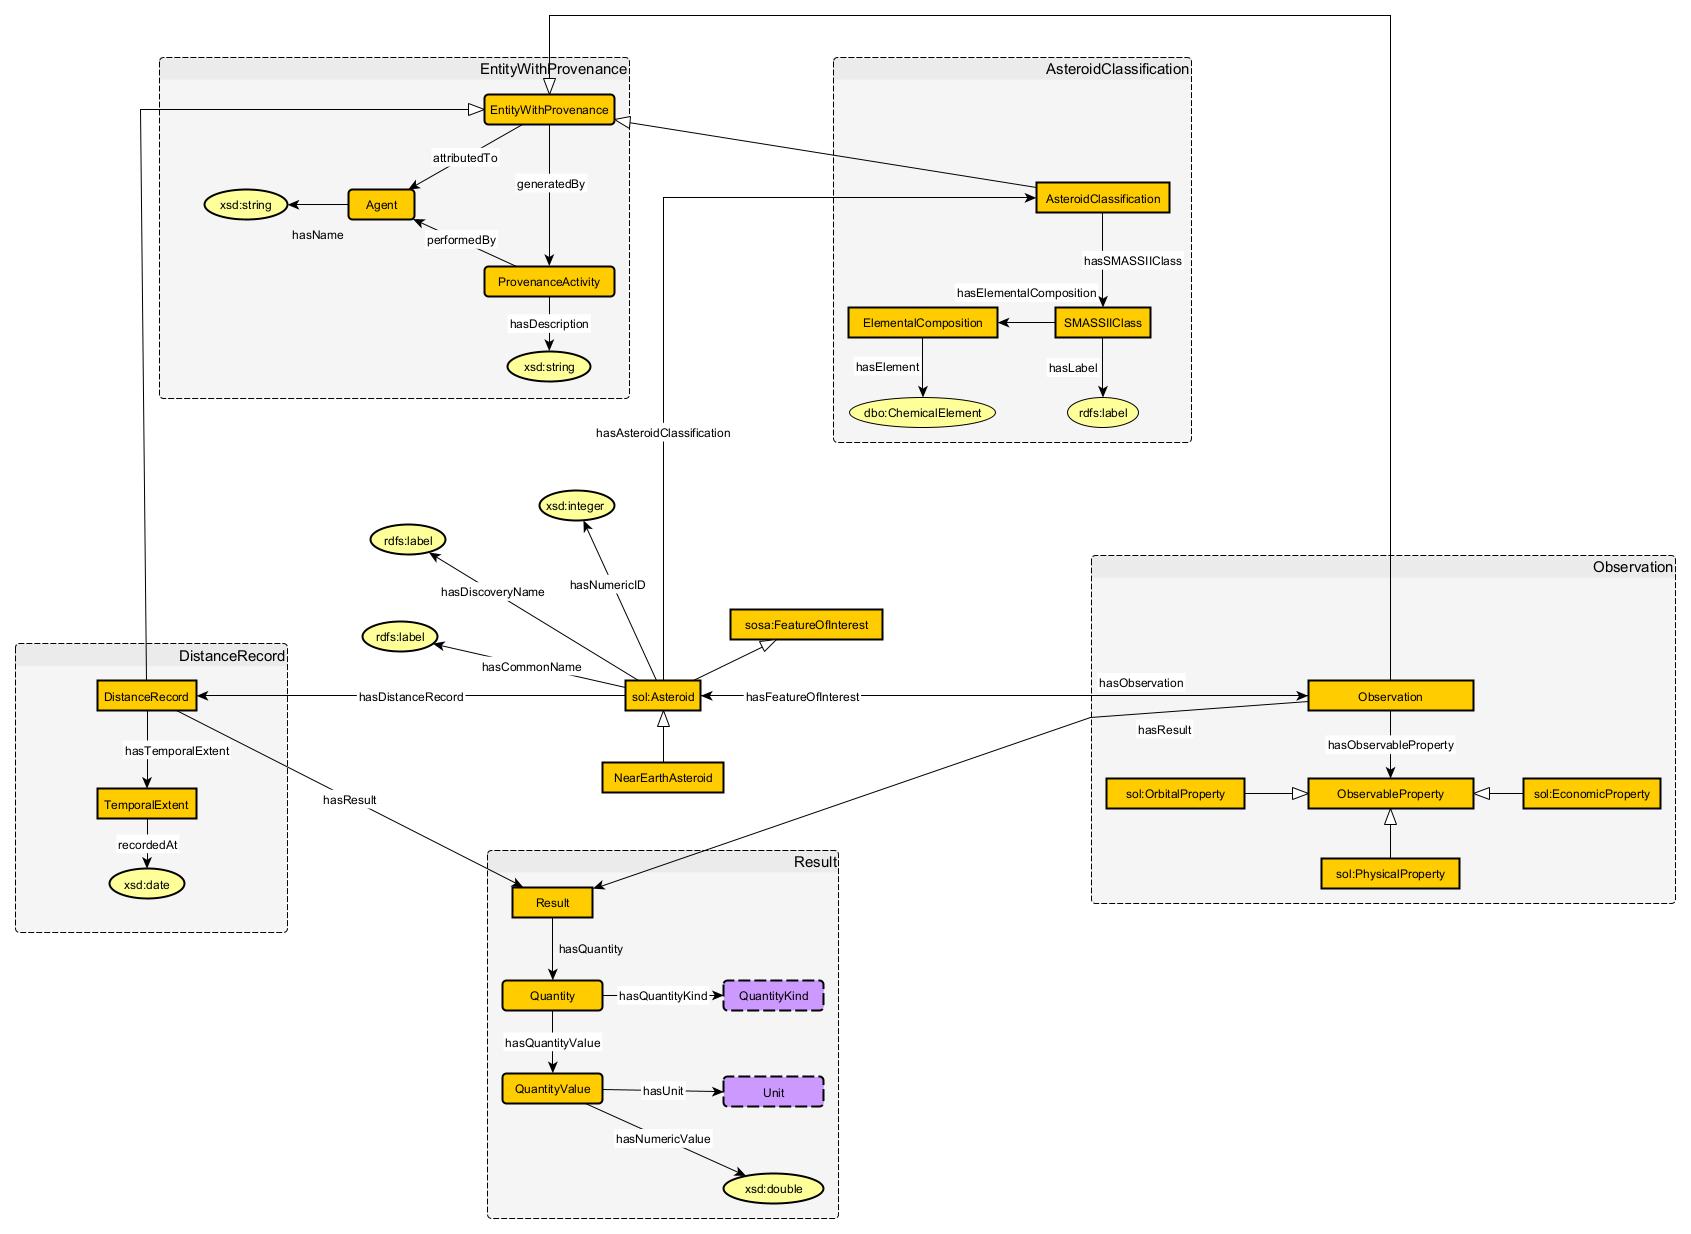 EntityWithProvenance
AsteroidClassification
EntityWithProvenance
attributedTo
generatedBy
xsd:string
Agent
hasName
performedBy
ProvenanceActivity
hasDescription
xsd:string
AsteroidClassification
hasSMASSIIClass
hasElementalComposition
ElementalComposition
SMASSIIClass
hasElement
hasLabel
dbo:ChemicalElement
rdfs:label
hasAsteroidClassification
xsd:integer
rdfs:label
hasNumericID
hasDiscoveryName
rdfs:label
hasCommonName
sosa:FeatureOfInterest
Observation
DistanceRecord
DistanceRecord
hasDistanceRecord
sol:Asteroid
hasFeatureOfInterest
hasObservation
Observation
hasResult
hasTemporalExtent
NearEarthAsteroid
hasObservableProperty
TemporalExtent
hasResult
sol:OrbitalProperty
ObservableProperty
sol:EconomicProperty
recordedAt
xsd:date
sol:PhysicalProperty
Result
Result
hasQuantity
Quantity
hasQuantityKind
QuantityKind
hasQuantityValue
QuantityValue
hasUnit
Unit
hasNumericValue
xsd:double